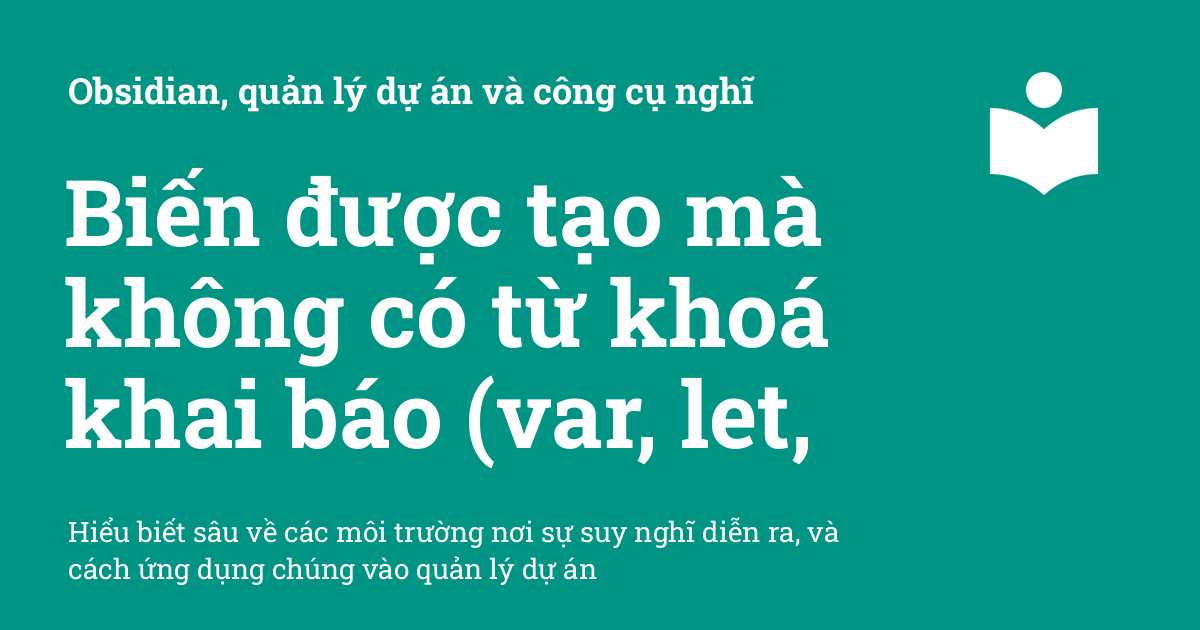 Obsidian, quản lý dự án và công cụ nghĩ
Biến được tạo mà
không có từ khoá
khai báo (var, let,
Hiểu biết sâu về các môi trường nơi sự suy nghĩ diễn ra, và
cách ứng dụng chúng vào quản lý dự án